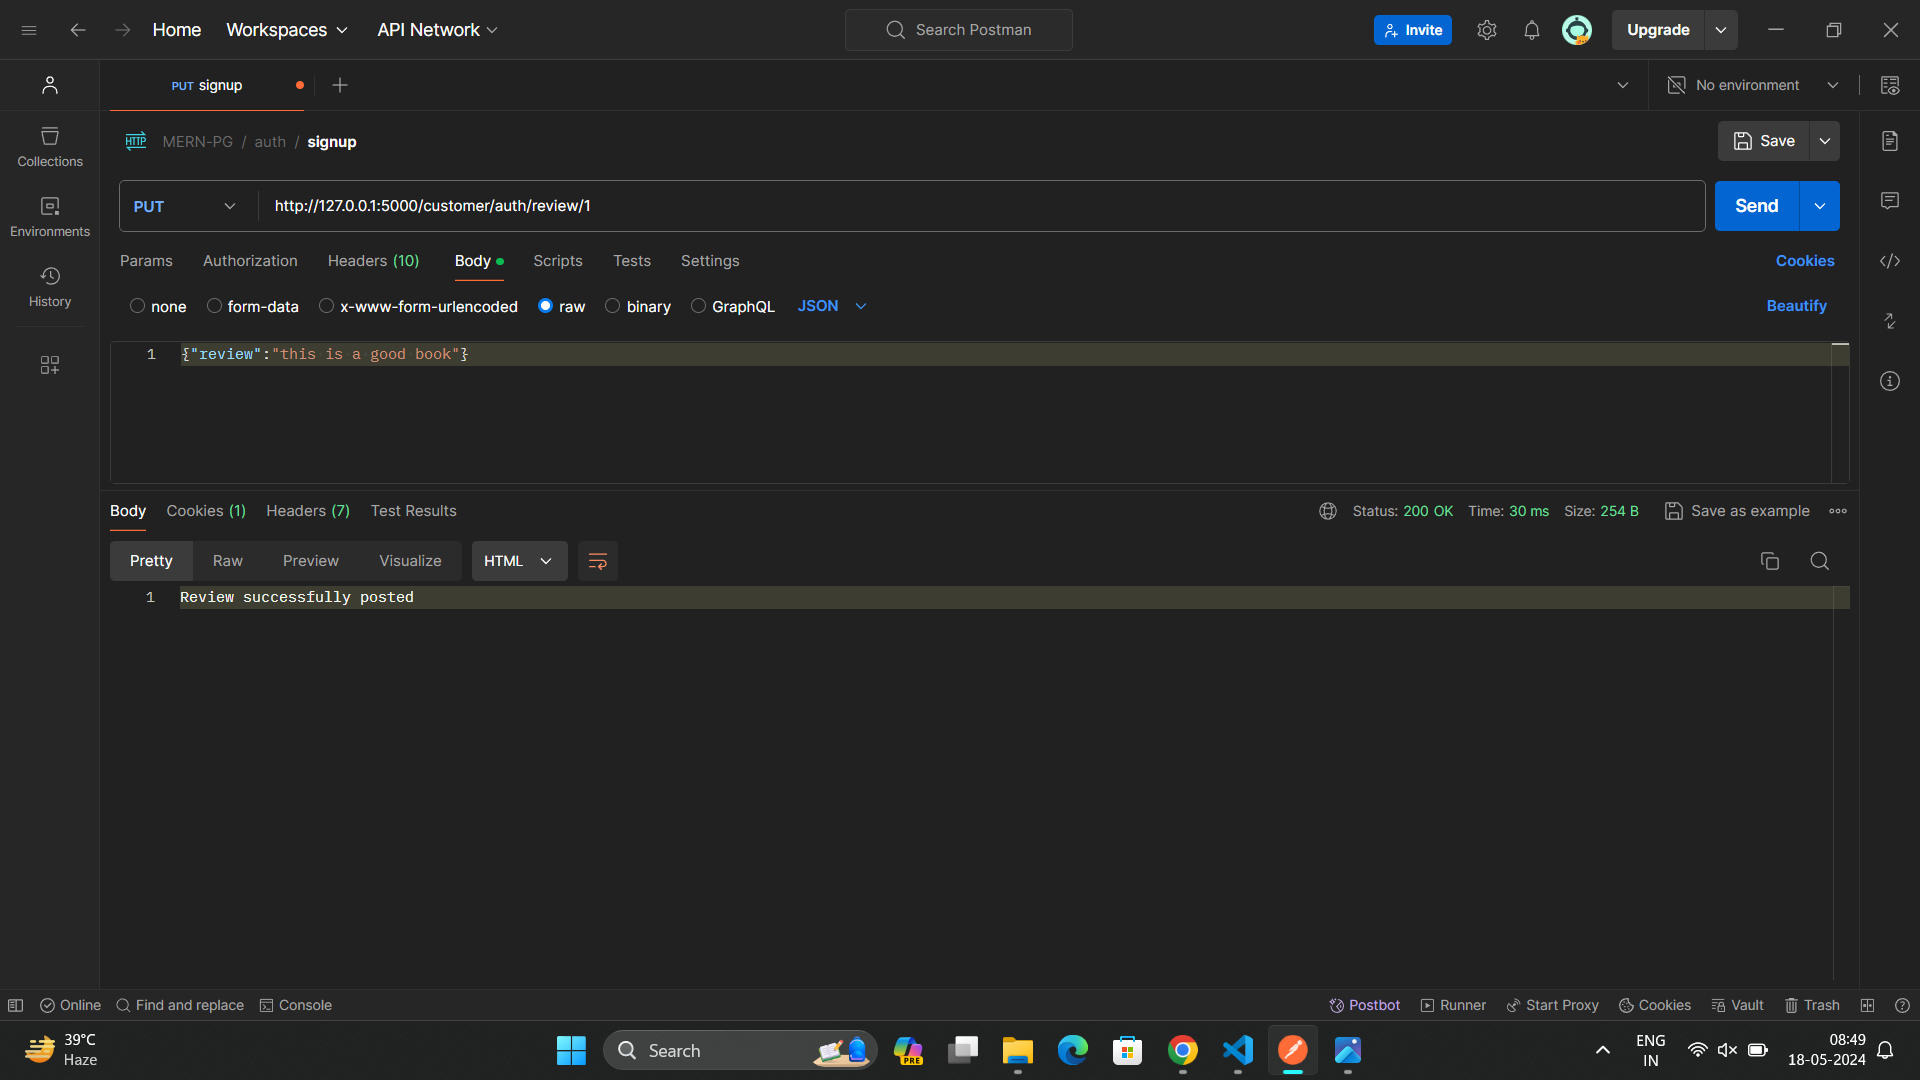 Home Workspaces API Network Search Postman Invite Upgrade
PUT signup No environment
HTTP MERN-PG / auth / signup Save
Collections
PUT http://127.0.0.1:5000/customer/auth/review/1 Send
Environments
Params Authorization Headers (10) Body Scripts Tests Settings Cookies
History
none form-data x-www-form-urlencoded raw binary GraphQL JSON Beautify
1 {"review":"this is a good book"}
Body Cookies (1) Headers (7) Test Results Status: 200 OK Time: 30 ms Size: 254 B Save as example
Pretty Raw Preview Visualize HTML
1 Review successfully posted
Online Find and replace Console Postbot Runner Start Proxy Cookies Vault Trash
39°C
Haze
Search
PRE
ENG
IN
08:49
18-05-2024